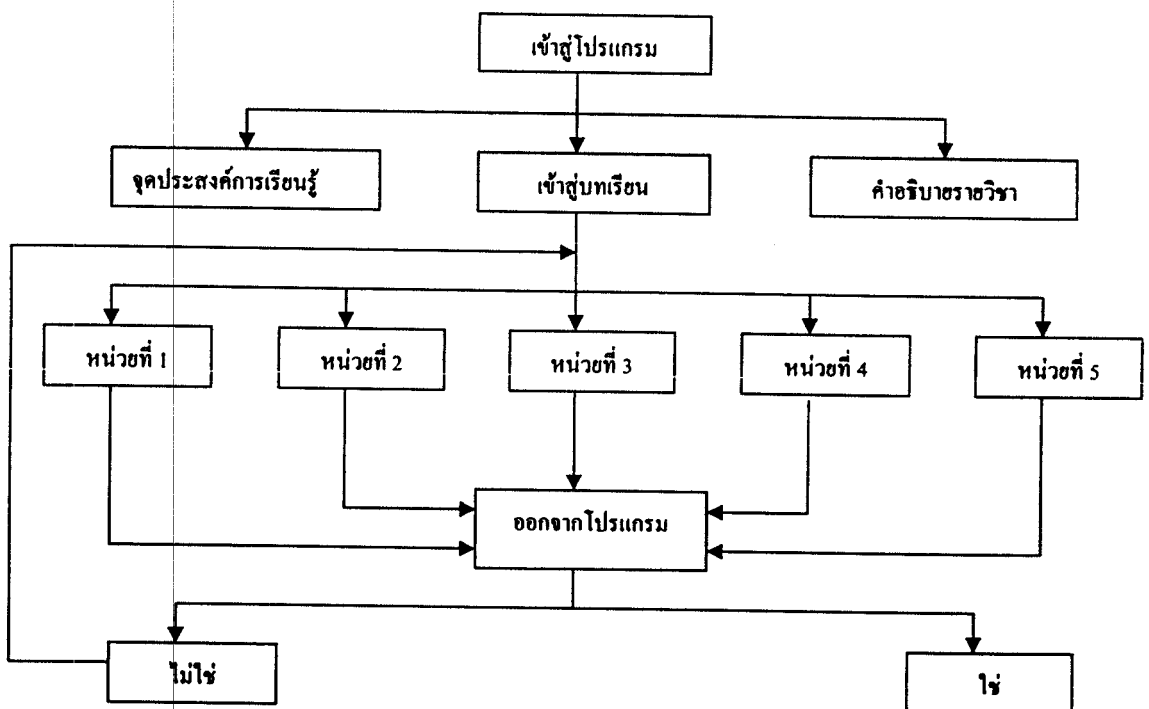 เข้าสู่โปรแกรม
จุดประสงค์การเรียนรู้
เข้าสู่บทเรียน
คำอธิบายรายวิชา
หน่วยที่ 1
หน่วยที่ 2
หน่วยที่ 3
หน่วยที่ 4
หน่วยที่ 5
ออกจากโปรแกรม
ไม่ใช่
ใช่